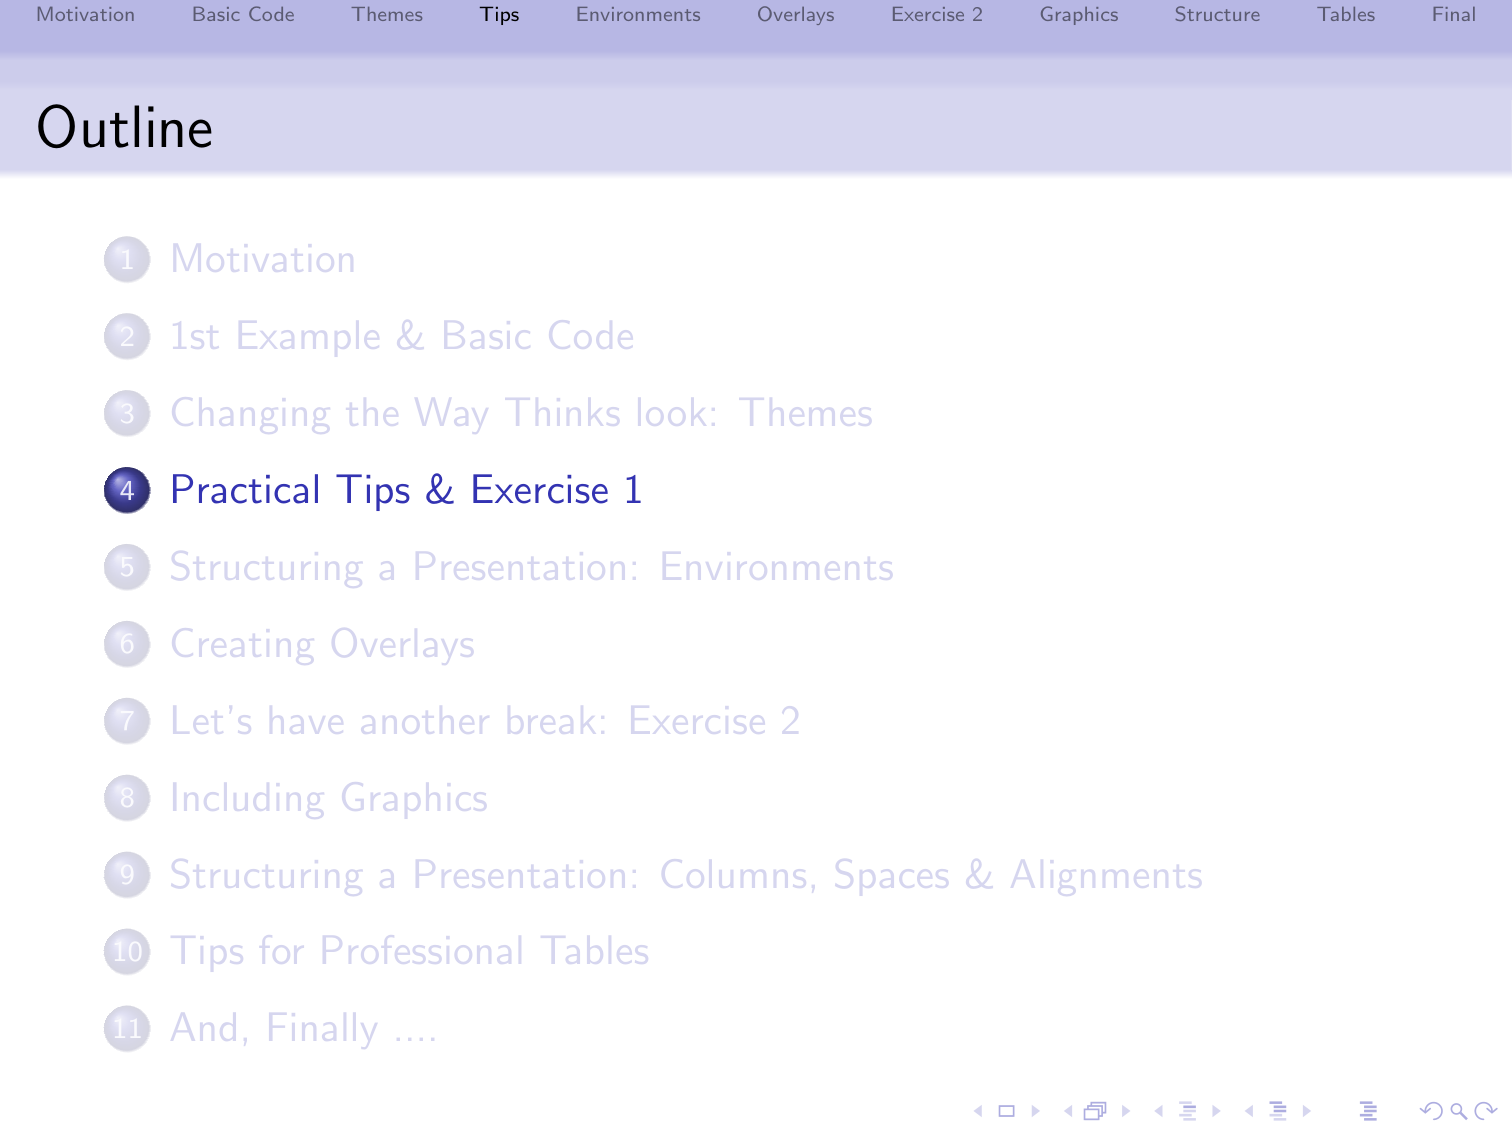 Motivation Basic Code Themes Tips Environments Overlays Exercise 2 Graphics Structure Tables Final
Outline
1 Motivation
2 1st Example & Basic Code
3 Changing the Way Thinks look: Themes
4 Practical Tips & Exercise 1
5 Structuring a Presentation: Environments
6 Creating Overlays
7 Let's have another break: Exercise 2
8 Including Graphics
9 Structuring a Presentation: Columns, Spaces & Alignments
10 Tips for Professional Tables
11 And, Finally ....